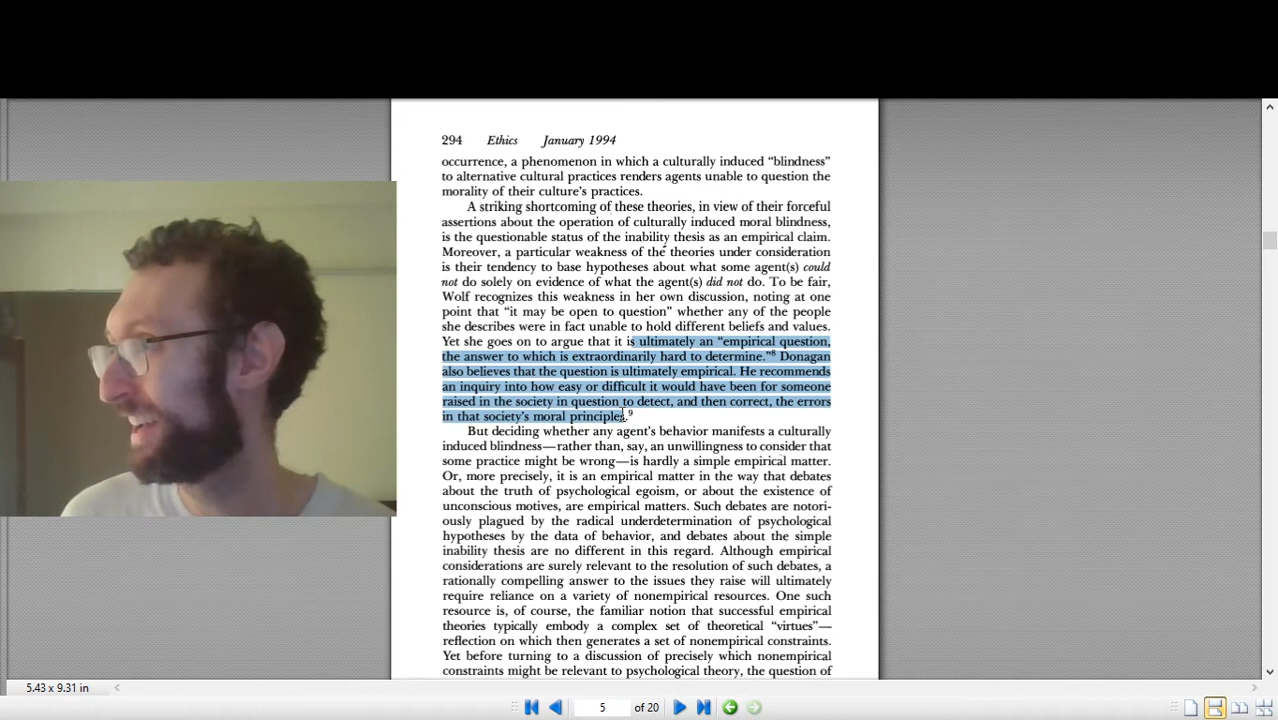 294 Ethics January 1994
occurrence, a phenomenon in which a culturally induced “blindness”
to alternative cultural practices renders agents unable to question the
morality of their culture’s practices.
A striking shortcoming of these theories, in view of their forceful
assertions about the operation of culturally induced moral blindness,
is the questionable status of the inability thesis as an empirical claim.
Moreover, a particular weakness of the theories under consideration
is their tendency to base hypotheses about what some agent(s) could
not do solely on evidence of what the agent(s) did not do. To be fair,
Wolf recognizes this weakness in her own discussion, noting at one
point that “it may be open to question” whether any of the people
she describes were in fact unable to hold different beliefs and values.
Yet she goes on to argue that it is ultimately an “empirical question,
the answer to which is extraordinarily hard to determine.”8 Donagan
also believes that the question is ultimately empirical. He recommends
an inquiry into how easy or difficult it would have been for someone
raised in the society in question to detect, and then correct, the errors
in that society’s moral principles.9
But deciding whether any agent’s behavior manifests a culturally
induced blindness—rather than, say, an unwillingness to consider that
some practice might be wrong—is hardly a simple empirical matter.
Or, more precisely, it is an empirical matter in the way that debates
about the truth of psychological egoism, or about the existence of
unconscious motives, are empirical matters. Such debates are notori-
ously plagued by the radical underdetermination of psychological
hypotheses by the data of behavior, and debates about the simple
inability thesis are no different in this regard. Although empirical
considerations are surely relevant to the resolution of such debates, a
rationally compelling answer to the issues they raise will ultimately
require reliance on a variety of nonempirical resources. One such
resource is, of course, the familiar notion that successful empirical
theories typically embody a complex set of theoretical “virtues”—
reflection on which then generates a set of nonempirical constraints.
Yet before turning to a discussion of precisely which nonempirical
constraints might be relevant to psychological theory, the question of
5.43 x 9.31 in
5 of 20